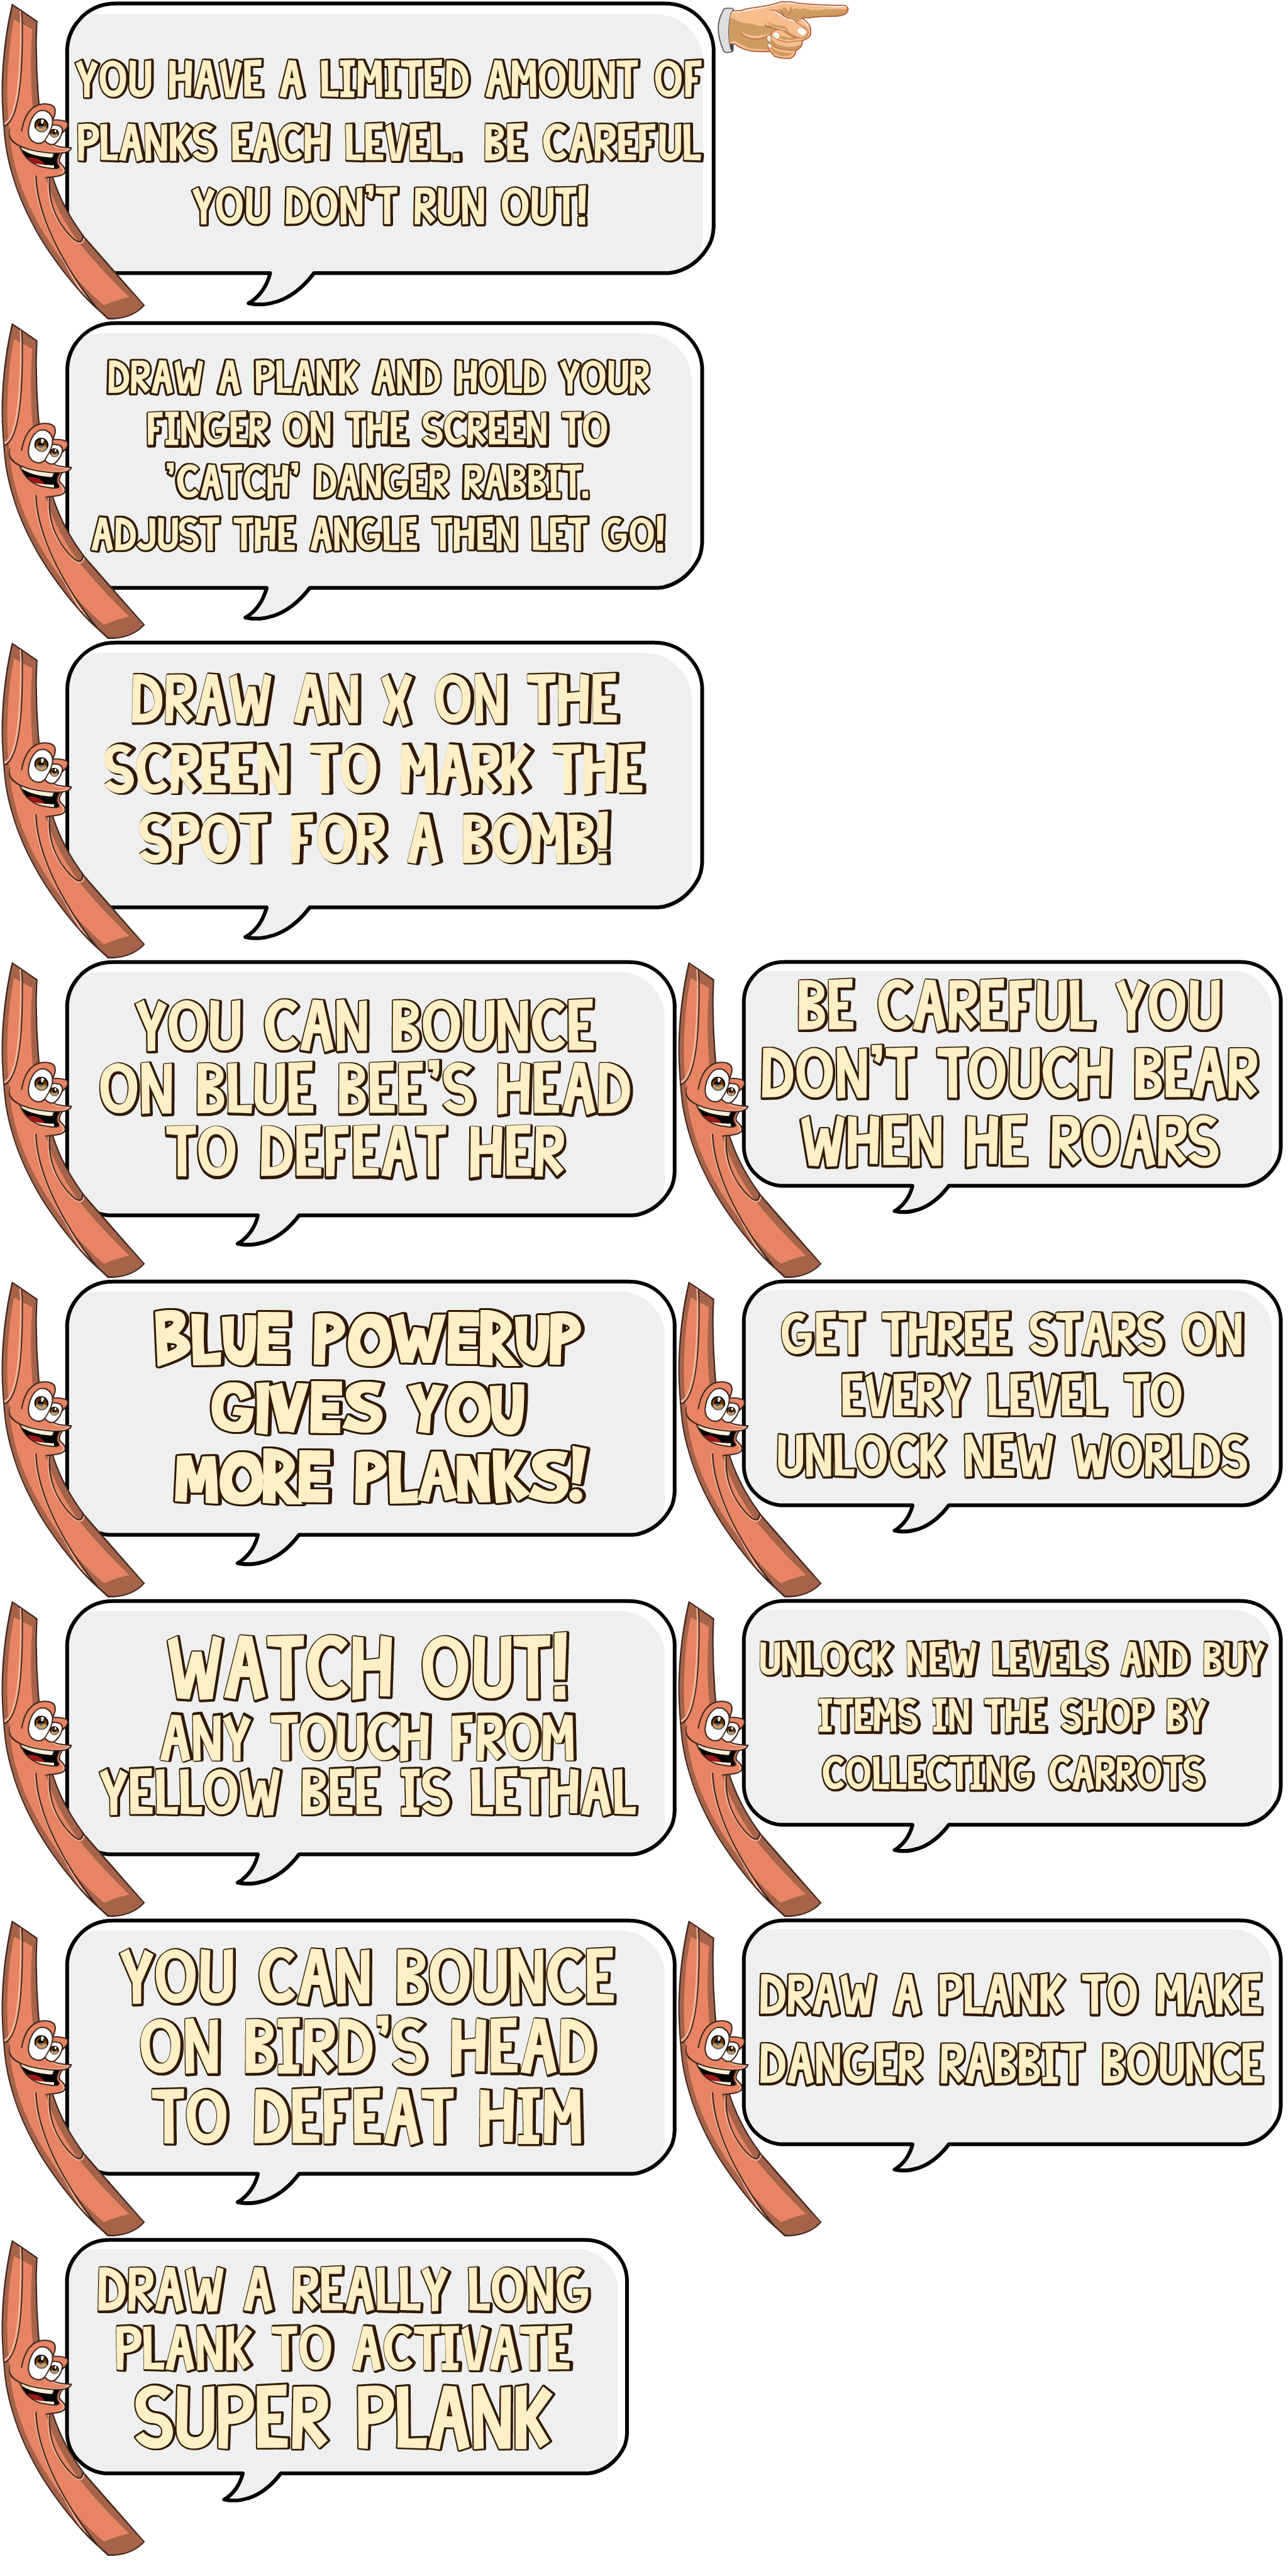 YOU HAVE A LIMITED AMOUNT OF
PLANKS EACH LEVEL. BE CAREFUL
YOU DON'T RUN OUT!
DRAW A PLANK AND HOLD YOUR
FINGER ON THE SCREEN TO
'CATCH' DANGER RABBIT.
ADJUST THE ANGLE THEN LET GO!
DRAW AN X ON THE
SCREEN TO MARK THE
SPOT FOR A BOMB!
YOU CAN BOUNCE
ON BLUE BEE'S HEAD
TO DEFEAT HER
BE CAREFUL YOU
DON'T TOUCH BEAR
WHEN HE ROARS
BLUE POWERUP
GIVES YOU
MORE PLANKS!
GET THREE STARS ON
EVERY LEVEL TO
UNLOCK NEW WORLDS
WATCH OUT!
ANY TOUCH FROM
YELLOW BEE IS LETHAL
UNLOCK NEW LEVELS AND BUY
ITEMS IN THE SHOP BY
COLLECTING CARROTS
YOU CAN BOUNCE
ON BIRD'S HEAD
TO DEFEAT HIM
DRAW A PLANK TO MAKE
DANGER RABBIT BOUNCE
DRAW A REALLY LONG
PLANK TO ACTIVATE
SUPER PLANK